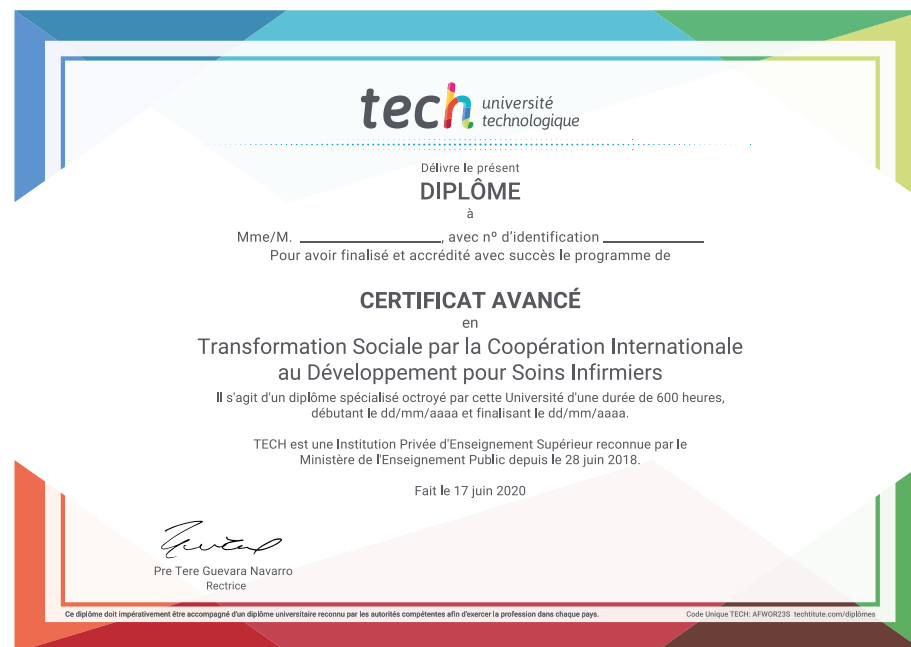 tech université
technologique
Délivre le présent
DIPLÔME
à
Mme/M. ____________________, avec nº d'identification ______________
Pour avoir finalisé et accrédité avec succès le programme de
CERTIFICAT AVANCÉ
en
Transformation Sociale par la Coopération Internationale
au Développement pour Soins Infirmiers
Il s'agit d'un diplôme spécialisé octroyé par cette Université d'une durée de 600 heures,
débutant le dd/mm/aaaa et finalisant le dd/mm/aaaa.
TECH est une Institution Privée d'Enseignement Supérieur reconnue par le
Ministère de l'Enseignement Public depuis le 28 juin 2018.
Fait le 17 juin 2020
Pre Tere Guevara Navarro
Rectrice
Ce diplôme doit impérativement être accompagné d'un diplôme universitaire reconnu par les autorités compétentes afin d'exercer la profession dans chaque pays.
Code Unique TECH: AFWOR23S techtitute.com/diplômes